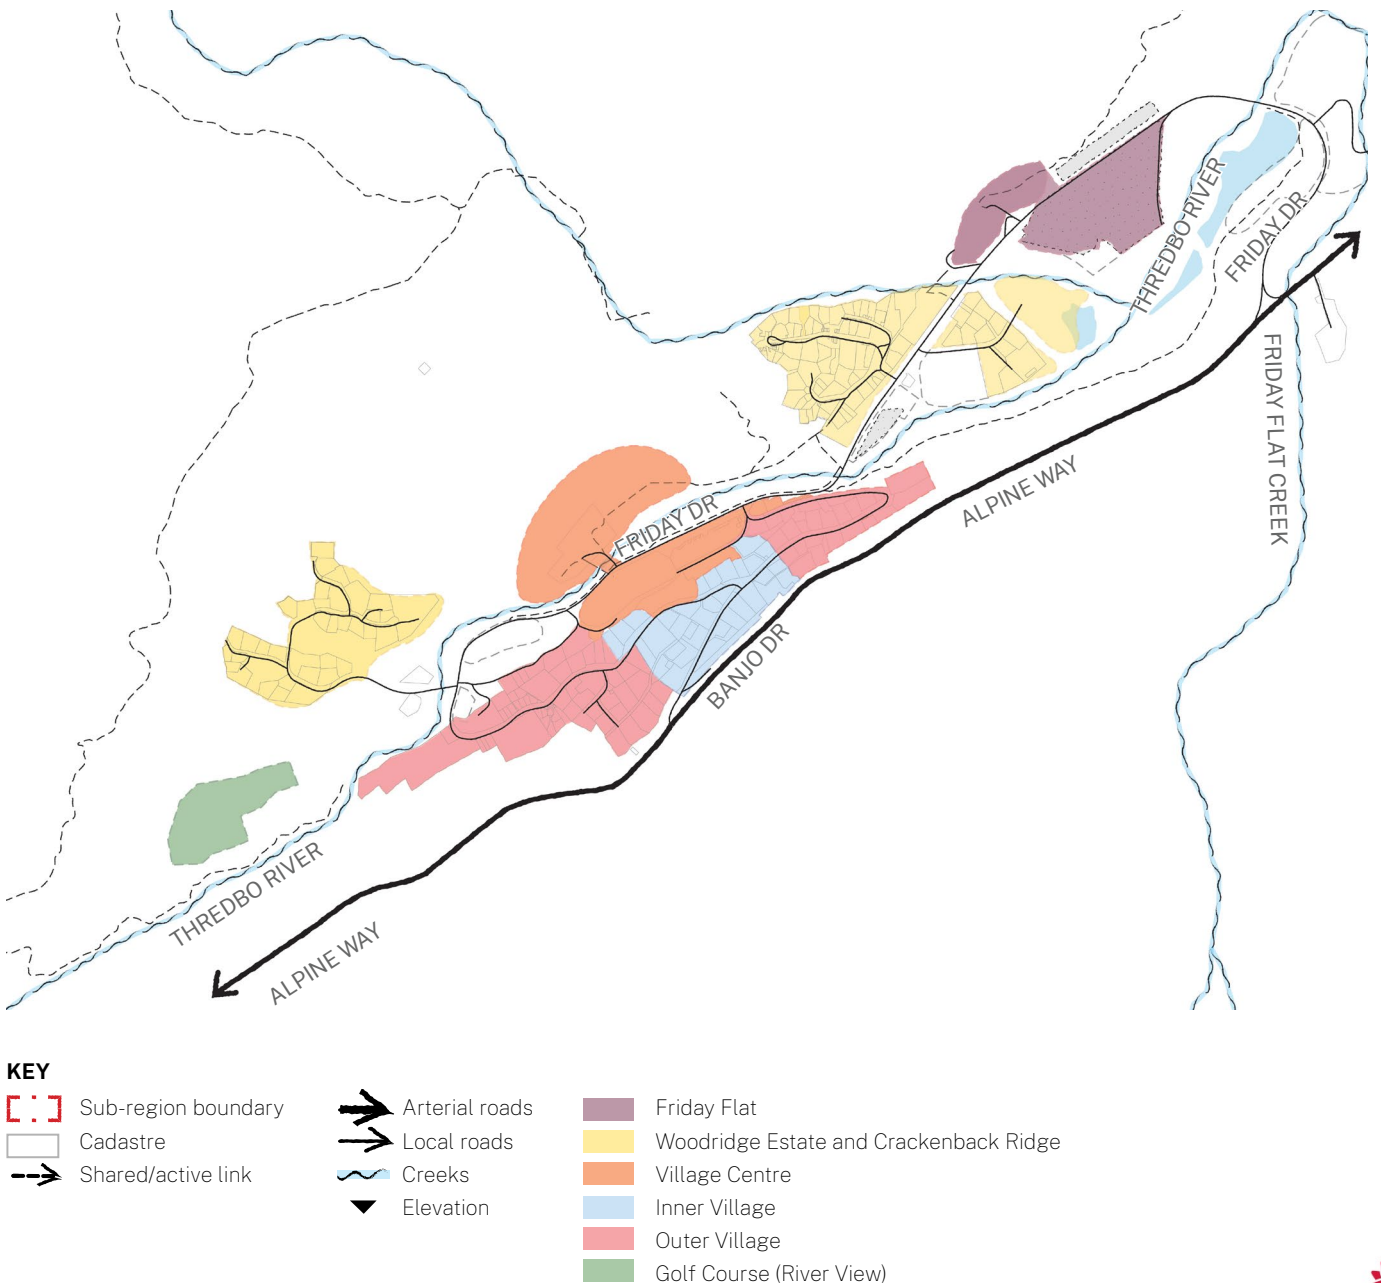 THREDBO RIVER
FRIDAY DR
FRIDAY FLAT CREEK
ALPINE WAY
FRIDAY DR
BANJO DR
THREDBO RIVER
ALPINE WAY
KEY
Sub-region boundary
Cadastre
Shared/active link
Arterial roads
Local roads
Creeks
Elevation
Friday Flat
Woodridge Estate and Crackenback Ridge
Village Centre
Inner Village
Outer Village
Golf Course (River View)